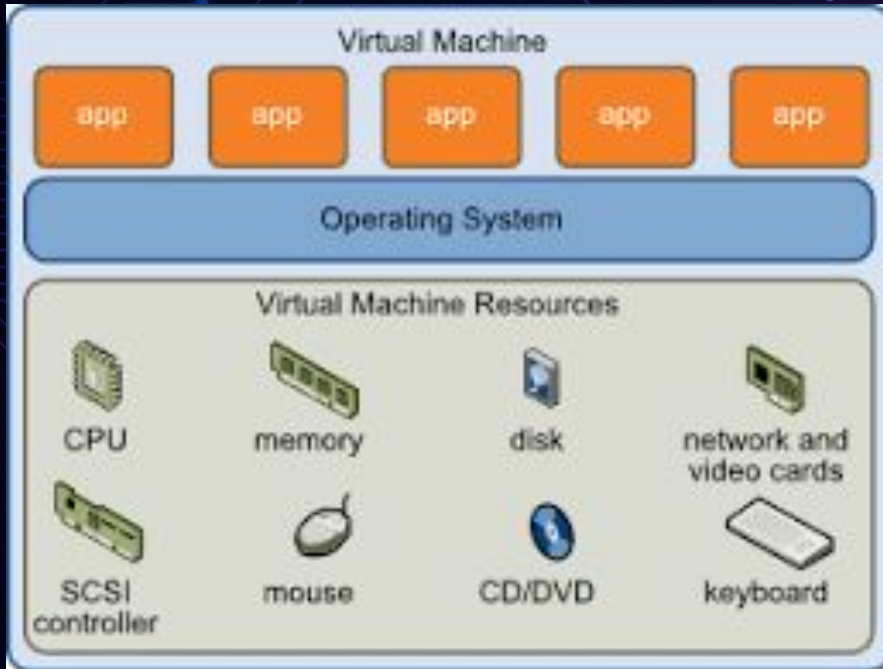 Virtual Machine
app app app app app
Operating System
Virtual Machine Resources
CPU memory disk network and
video cards
SCSI mouse CD/DVD keyboard
controller